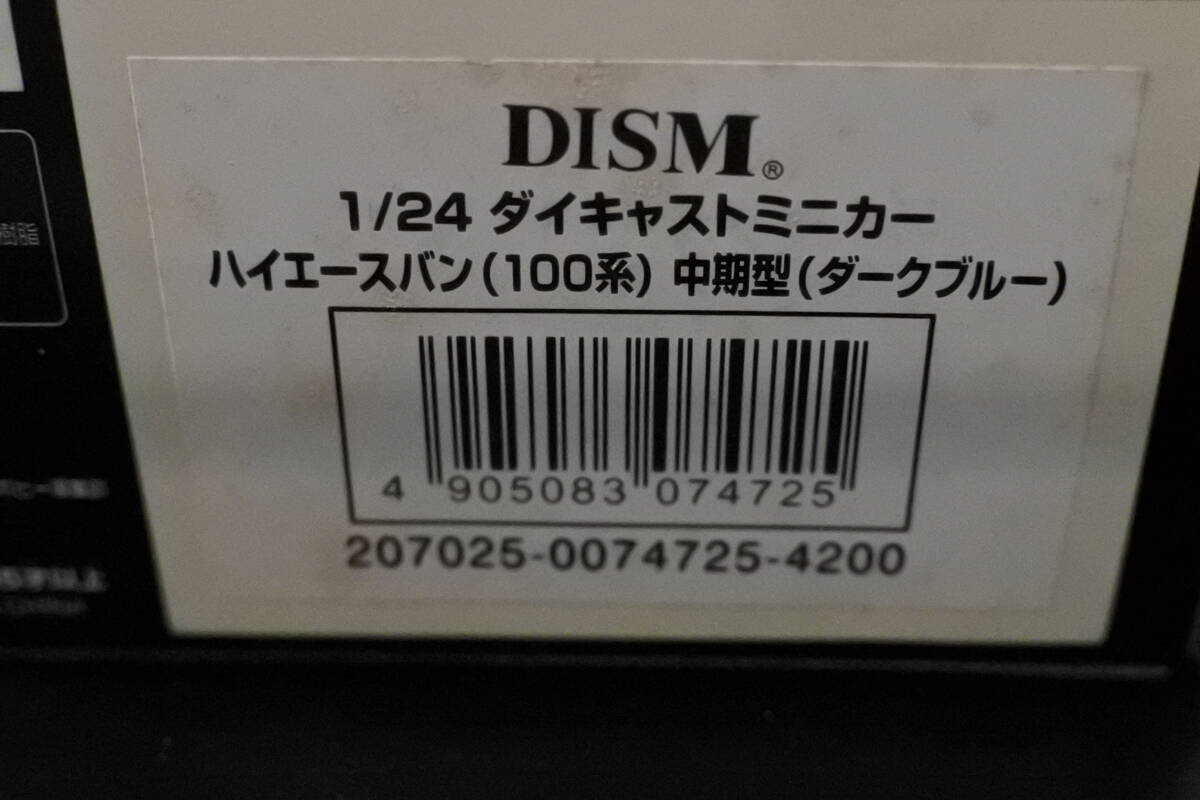 DISM®
1/24 ダイキャストミニカー
ハイエースバン(100系) 中期型(ダークブルー)
4 905083 074725
207025-0074725-4200
樹脂